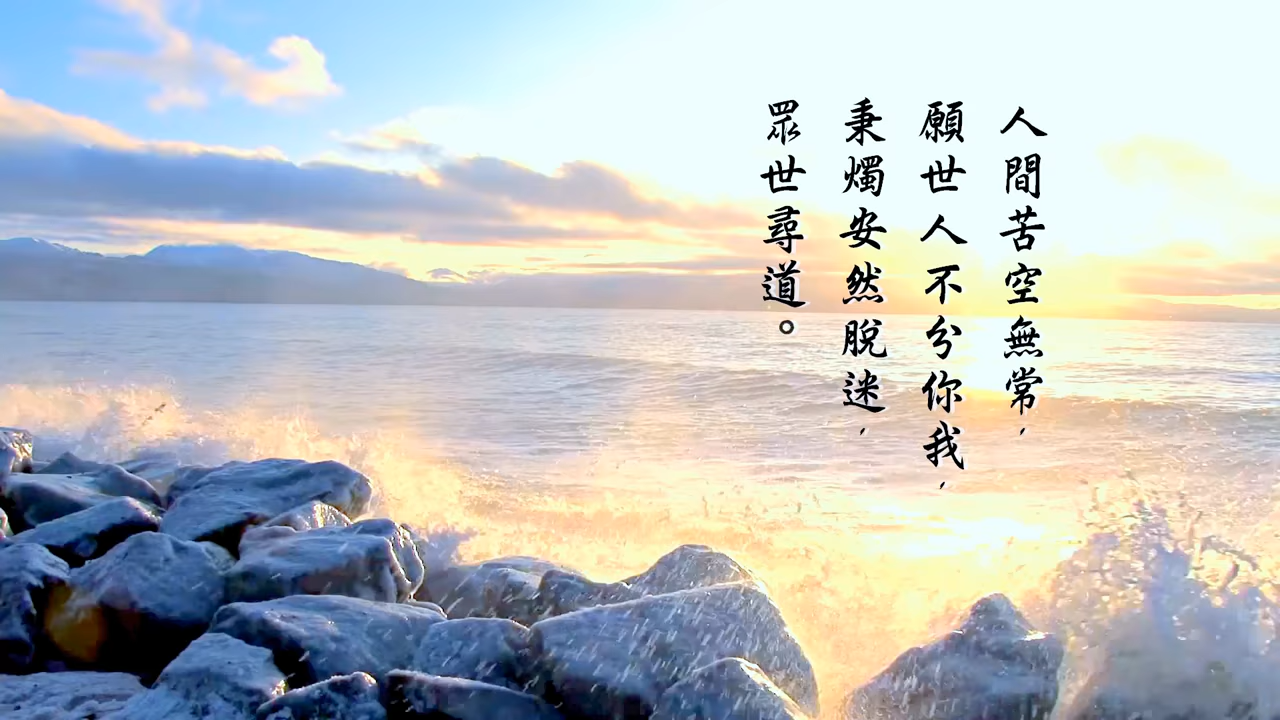 人間苦空無常，
願世人不分你我，
秉燭安然脫迷，
眾世尋道。